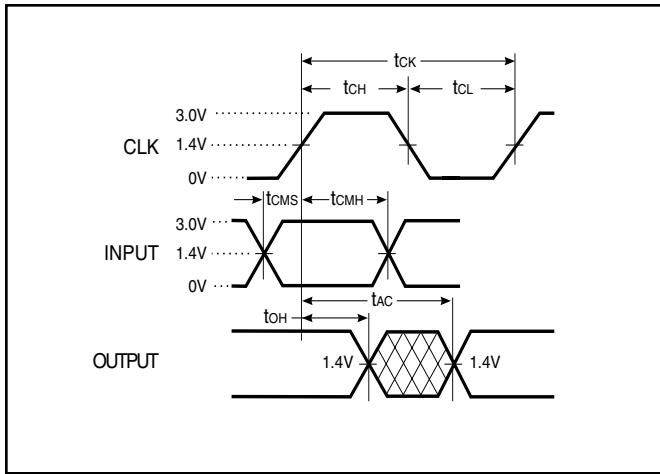 tCK
tCH tCL
3.0V
CLK 1.4V
0V
tCMS tCMH
3.0V
INPUT 1.4V
0V
tAC
tOH
OUTPUT 1.4V 1.4V